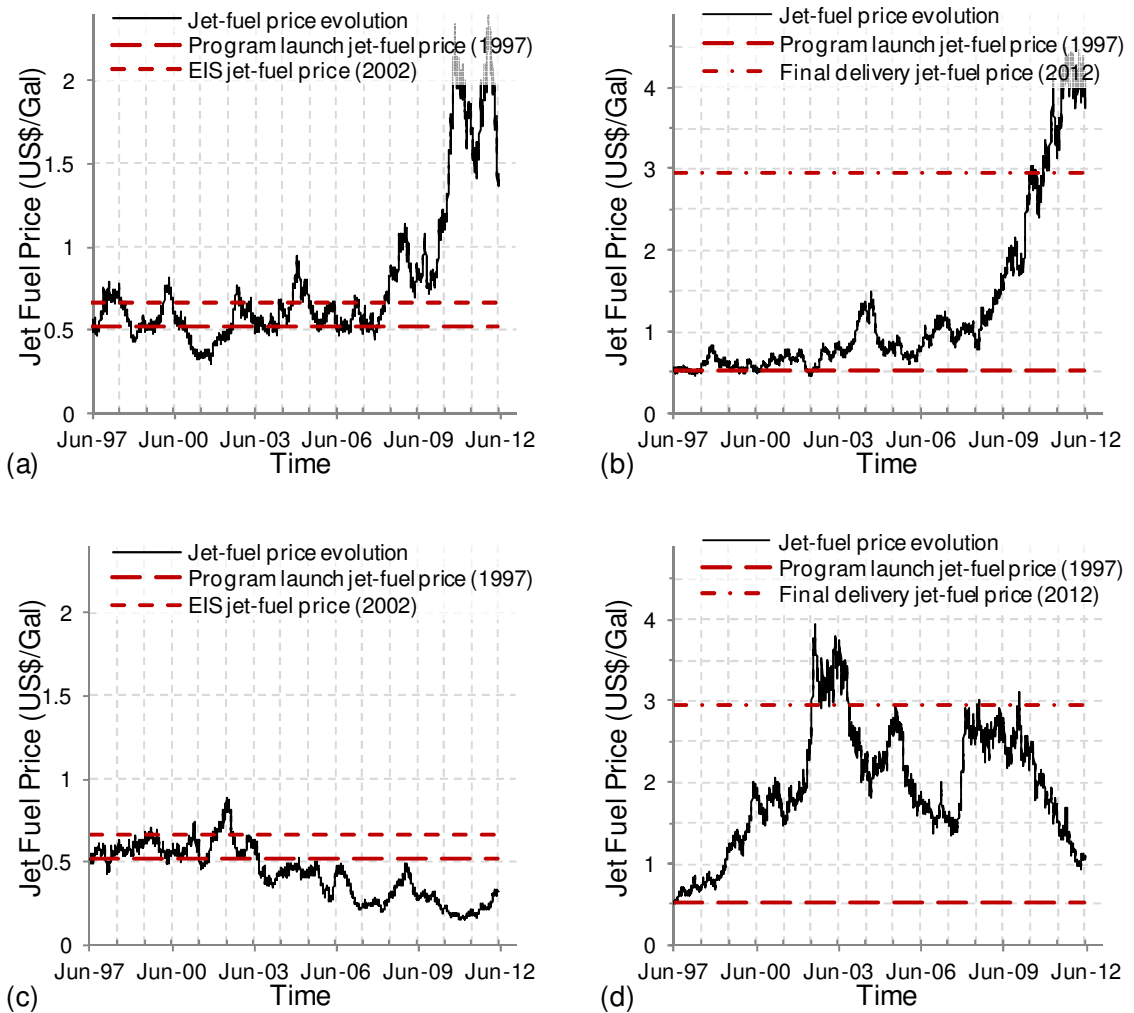 Jet-fuel price evolution
Program launch jet-fuel price (1997)
EIS jet-fuel price (2002)
Jet Fuel Price (US$/Gal)
2
1.5
1
0.5
0
Jun-97 Jun-00 Jun-03 Jun-06 Jun-09 Jun-12
Time
(a)
Jet-fuel price evolution
Program launch jet-fuel price (1997)
Final delivery jet-fuel price (2012)
Jet Fuel Price (US$/Gal)
4
3
2
1
0
Jun-97 Jun-00 Jun-03 Jun-06 Jun-09 Jun-12
Time
(b)
Jet-fuel price evolution
Program launch jet-fuel price (1997)
EIS jet-fuel price (2002)
Jet Fuel Price (US$/Gal)
2
1.5
1
0.5
0
Jun-97 Jun-00 Jun-03 Jun-06 Jun-09 Jun-12
Time
(c)
Jet-fuel price evolution
Program launch jet-fuel price (1997)
Final delivery jet-fuel price (2012)
Jet Fuel Price (US$/Gal)
4
3
2
1
0
Jun-97 Jun-00 Jun-03 Jun-06 Jun-09 Jun-12
Time
(d)